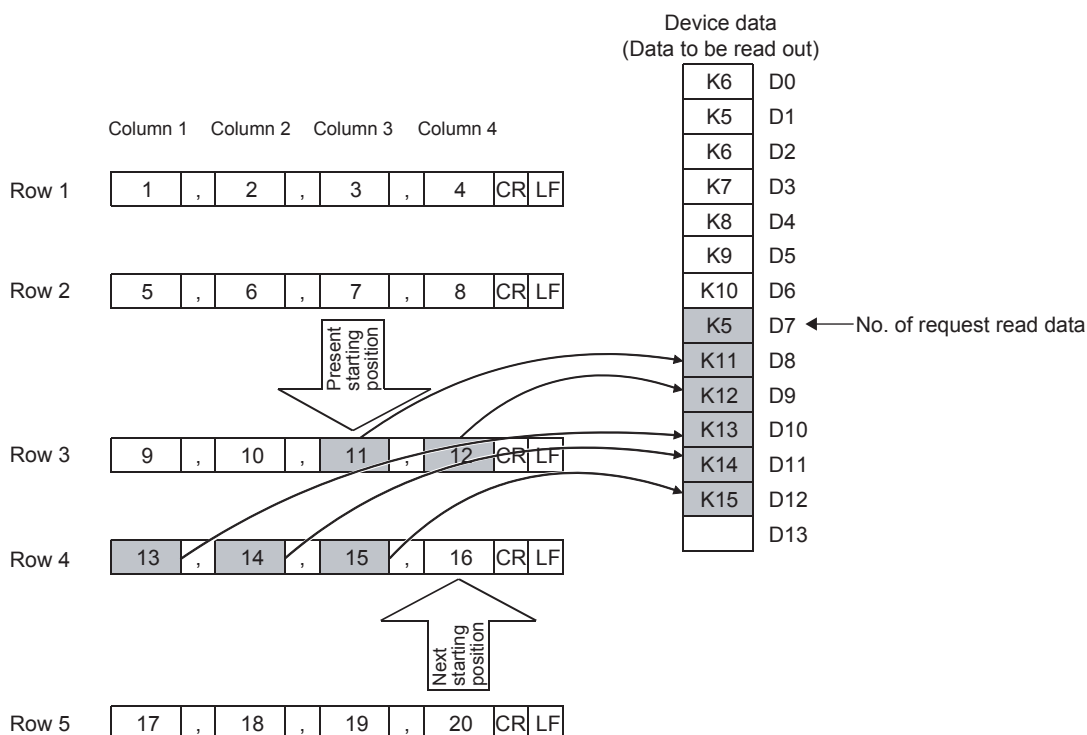 Device data
(Data to be read out)
K6 D0
K5 D1
K6 D2
K7 D3
K8 D4
K9 D5
K10 D6
K5 D7 No. of request read data
K11 D8
K12 D9
K13 D10
K14 D11
K15 D12
D13
Column 1 Column 2 Column 3 Column 4
Row 1 1 , 2 , 3 , 4 CR LF
Row 2 5 , 6 , 7 , 8 CR LF
Present
starting
position
Row 3 9 , 10 , 11 , 12 CR LF
Row 4 13 , 14 , 15 , 16 CR LF
Next
starting
position
Row 5 17 , 18 , 19 , 20 CR LF